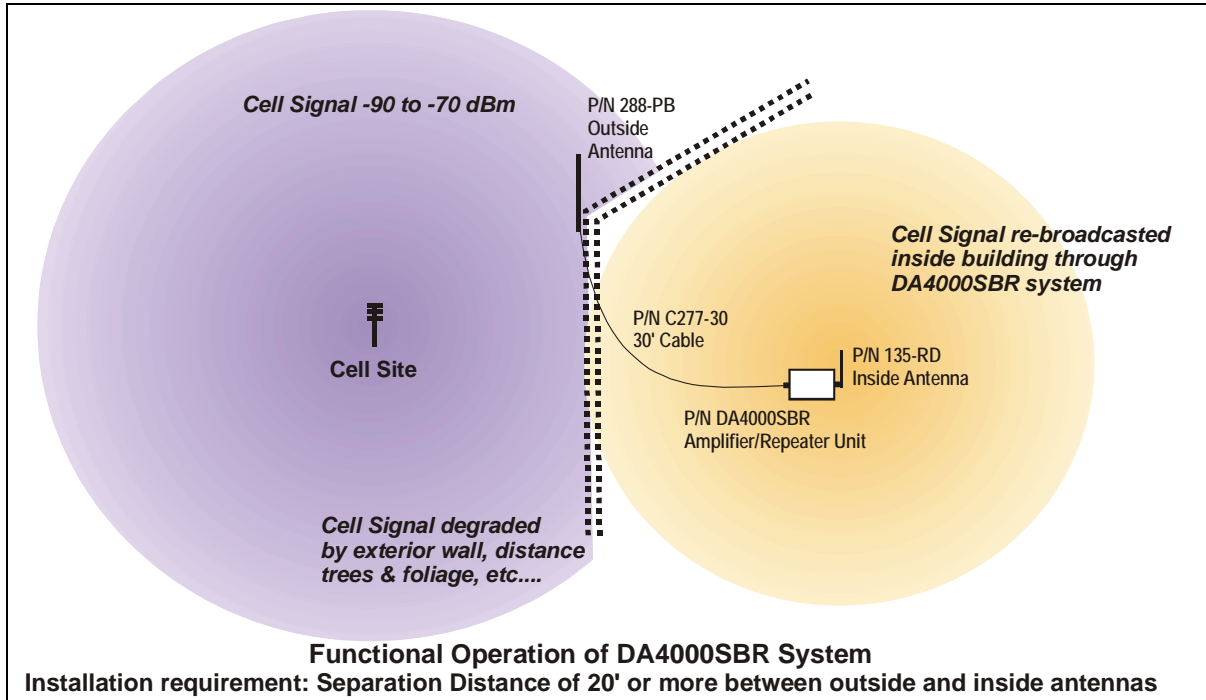 Cell Signal -90 to -70 dBm
P/N 288-PB
Outside
Antenna
Cell Signal re-broadcasted
inside building through
DA4000SBR system
P/N C277-30
30' Cable
Cell Site
P/N 135-RD
Inside Antenna
P/N DA4000SBR
Amplifier/Repeater Unit
Cell Signal degraded
by exterior wall, distance
trees & foliage, etc....
Functional Operation of DA4000SBR System
Installation requirement: Separation Distance of 20' or more between outside and inside antennas